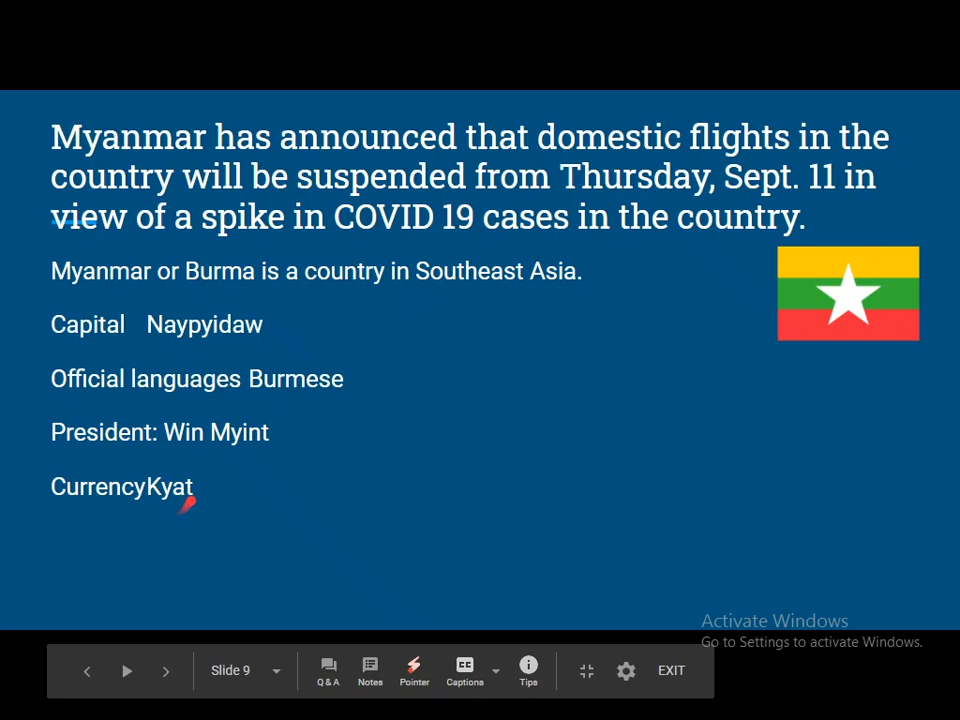 Myanmar has announced that domestic flights in the
country will be suspended from Thursday, Sept. 11 in
view of a spike in COVID 19 cases in the country.
Myanmar or Burma is a country in Southeast Asia.
Capital Naypyidaw
Official languages Burmese
President: Win Myint
CurrencyKyat
Activate Windows
Go to Settings to activate Windows.
Slide 9
Q & A
Notes
Pointer
CC
Captions
Tips
EXIT